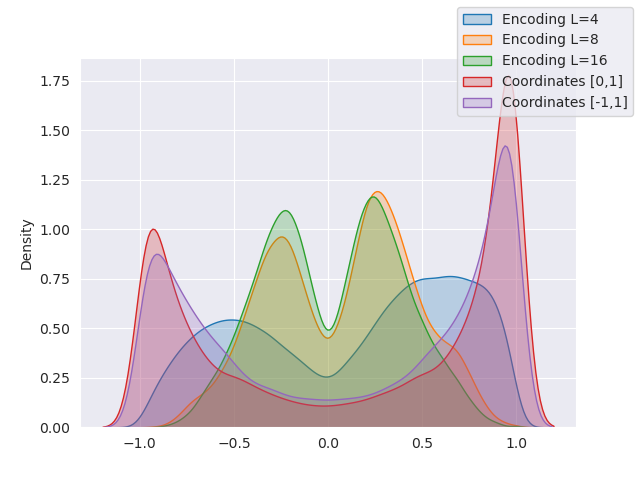 Encoding L=4
Encoding L=8
Encoding L=16
Coordinates [0,1]
Coordinates [-1,1]
1.75
1.50
1.25
1.00
0.75
0.50
0.25
0.00
Density
−1.0 −0.5 0.0 0.5 1.0